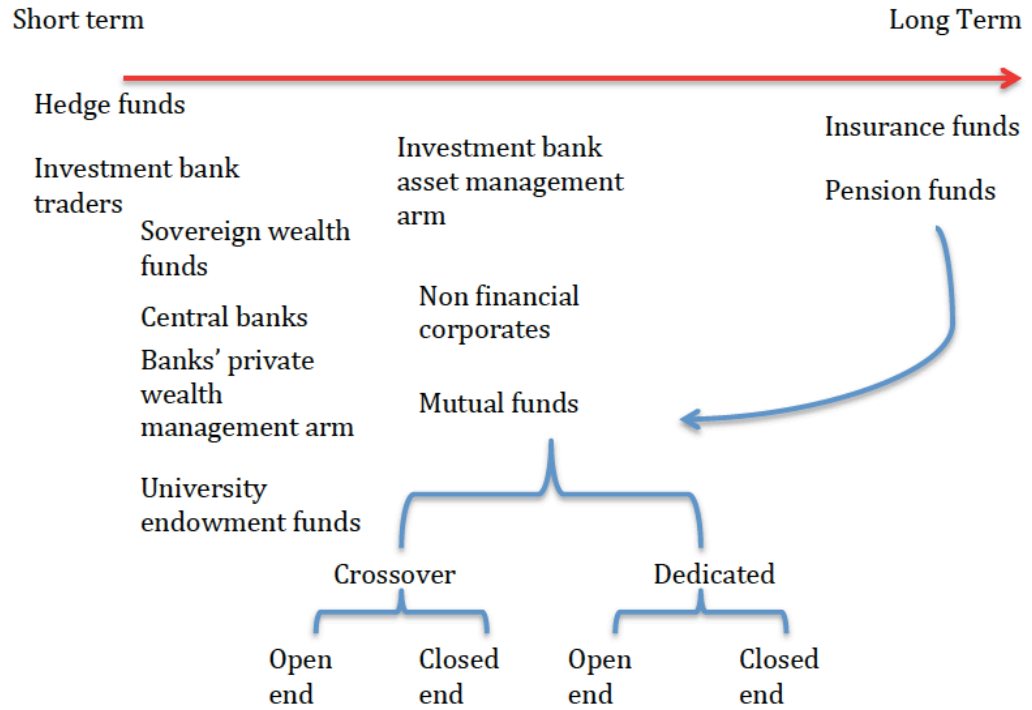 Short term
Long Term
Hedge funds
Insurance funds
Investment bank
asset management
arm
Investment bank
traders
Pension funds
Sovereign wealth
funds
Non financial
corporates
Central banks
Banks’ private
wealth
management arm
Mutual funds
University
endowment funds
Crossover
Dedicated
Open
end
Closed
end
Open
end
Closed
end